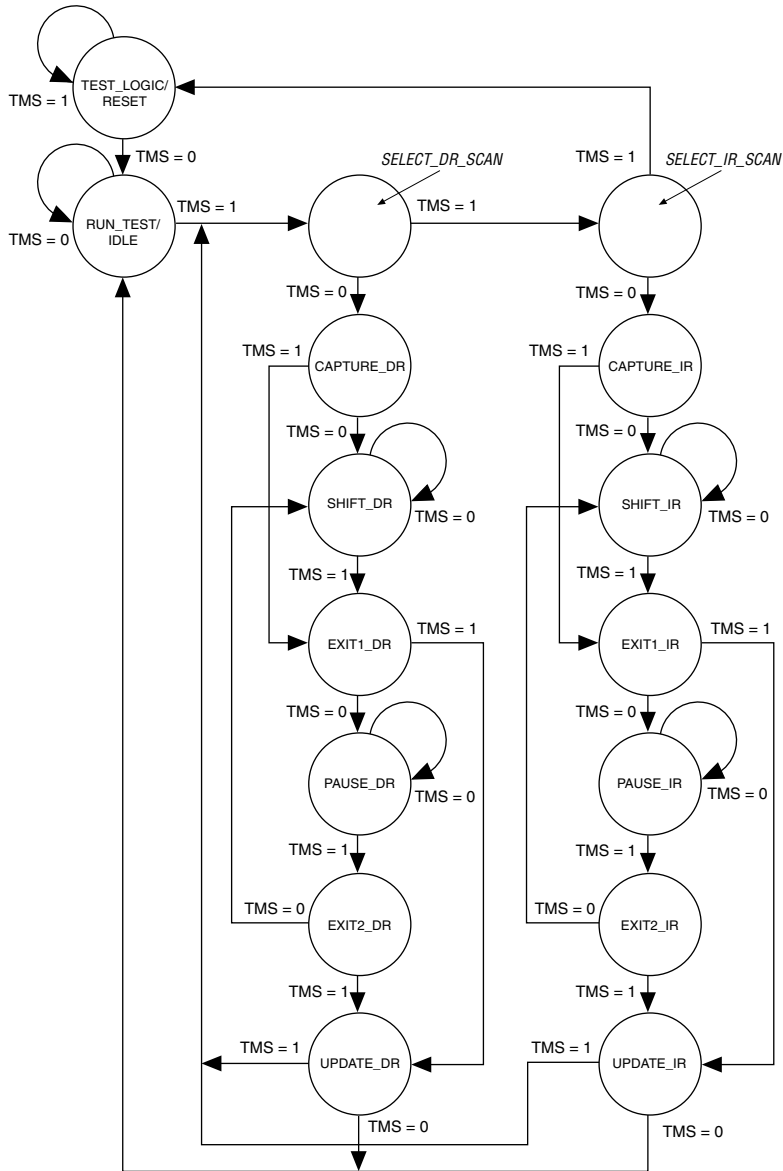 TEST_LOGIC/
RESET
TMS = 1
TMS = 0
SELECT_DR_SCAN
TMS = 1
SELECT_IR_SCAN
RUN_TEST/
IDLE
TMS = 0
TMS = 1
TMS = 1
TMS = 0
TMS = 0
TMS = 1
CAPTURE_DR
TMS = 1
CAPTURE_IR
TMS = 0
TMS = 0
SHIFT_DR
TMS = 0
SHIFT_IR
TMS = 0
TMS = 1
TMS = 1
EXIT1_DR
TMS = 1
EXIT1_IR
TMS = 1
TMS = 0
TMS = 0
PAUSE_DR
TMS = 0
PAUSE_IR
TMS = 0
TMS = 1
TMS = 1
TMS = 0
EXIT2_DR
TMS = 0
EXIT2_IR
TMS = 1
TMS = 1
TMS = 1
UPDATE_DR
TMS = 1
UPDATE_IR
TMS = 0
TMS = 0